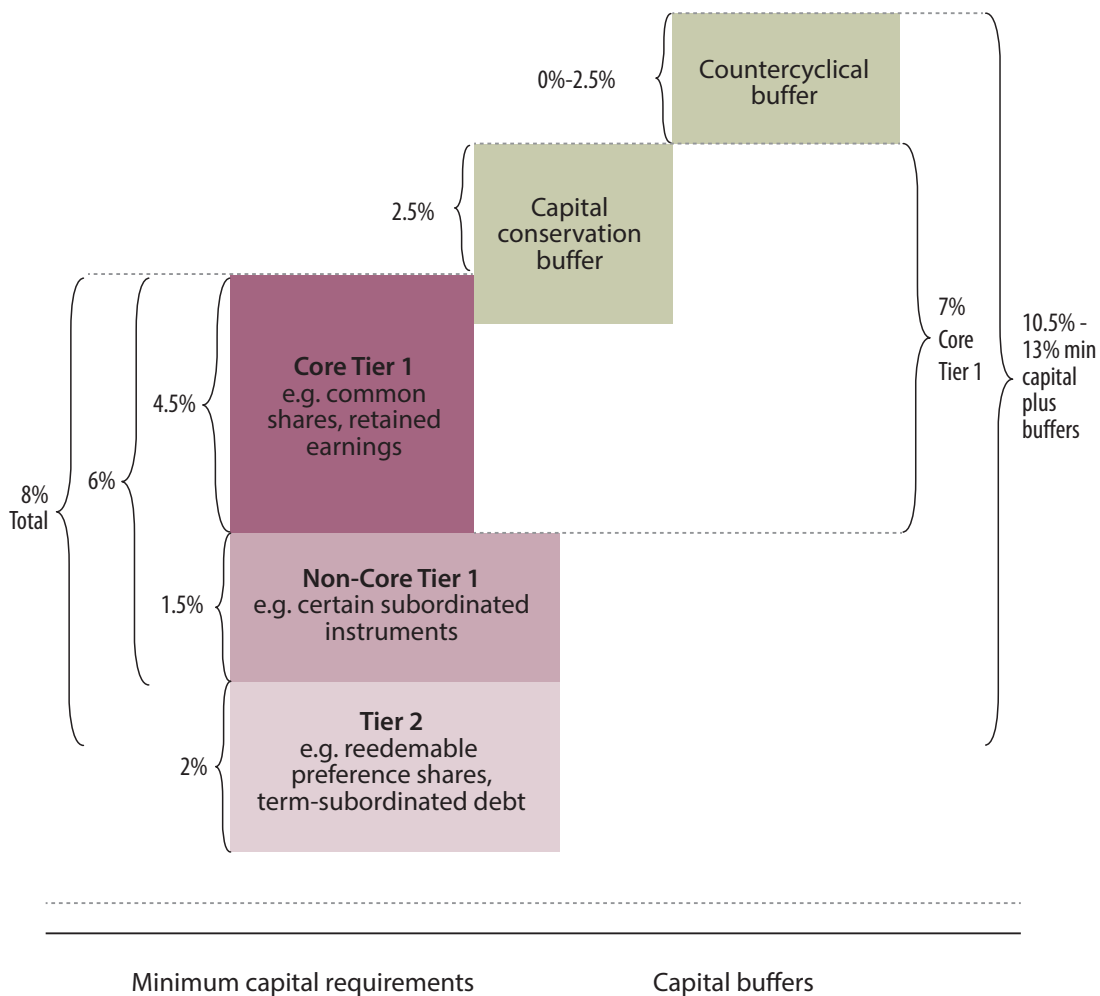 0%-2.5%
Countercyclical
buffer
2.5%
Capital
conservation
buffer
8%
Total
6%
4.5%
Core Tier 1
e.g. common
shares, retained
earnings
7%
Core
Tier 1
10.5% -
13% min
capital
plus
buffers
1.5%
Non-Core Tier 1
e.g. certain subordinated
instruments
2%
Tier 2
e.g. reedemable
preference shares,
term-subordinated debt
Minimum capital requirements
Capital buffers